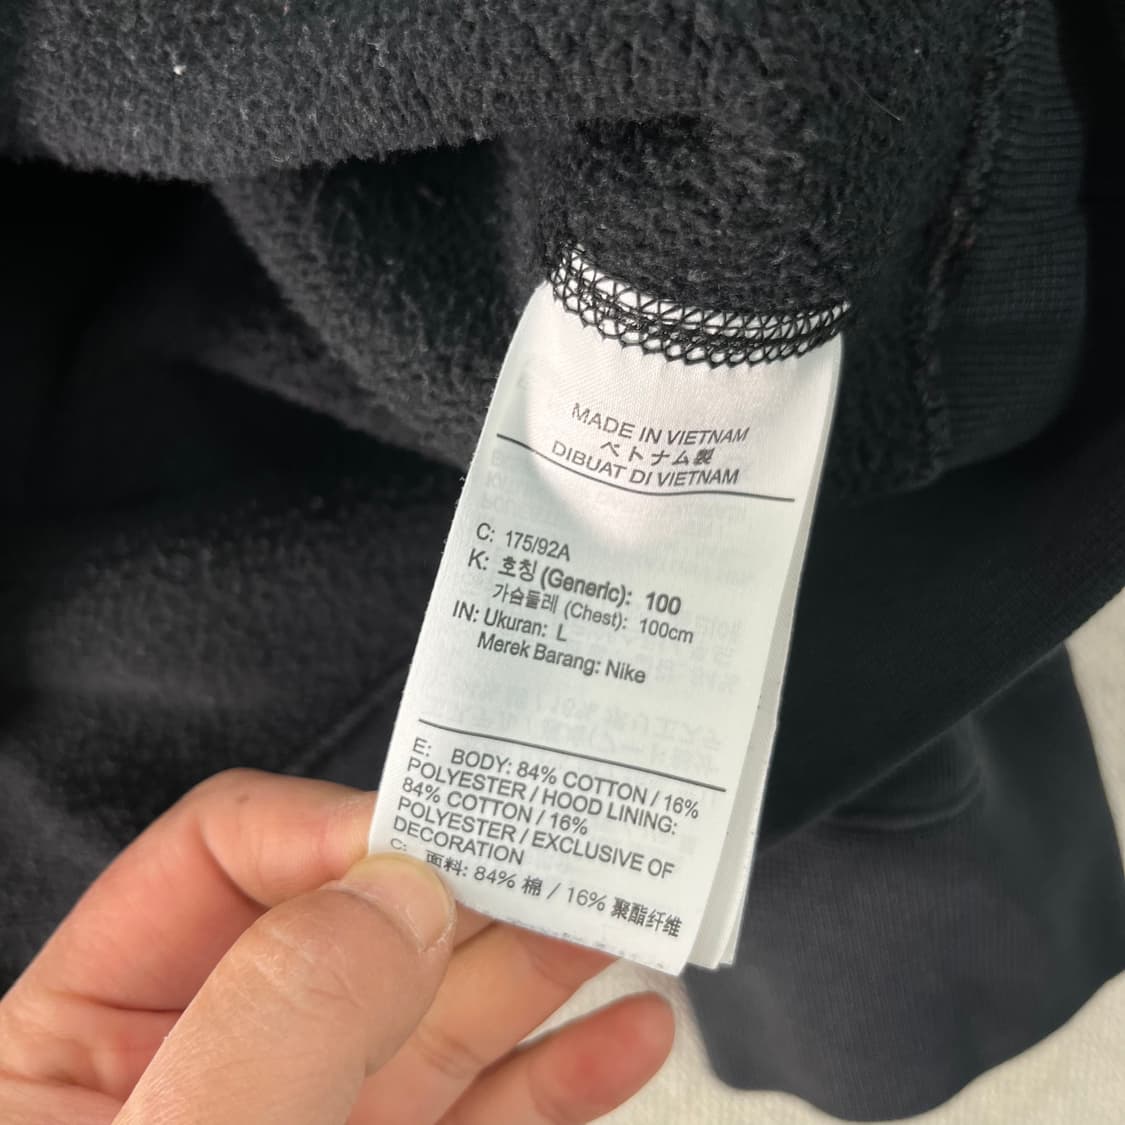 MADE IN VIETNAM
ベトナム製
DIBUAT DI VIETNAM
C: 175/92A
K: 호칭 (Generic): 100
가슴둘레 (Chest): 100cm
IN: Ukuran: L
Merek Barang: Nike
E: BODY: 84% COTTON / 16%
POLYESTER / HOOD LINING:
84% COTTON / 16%
POLYESTER / EXCLUSIVE OF
DECORATION
C: 面料: 84% 棉 / 16% 聚酯纤维